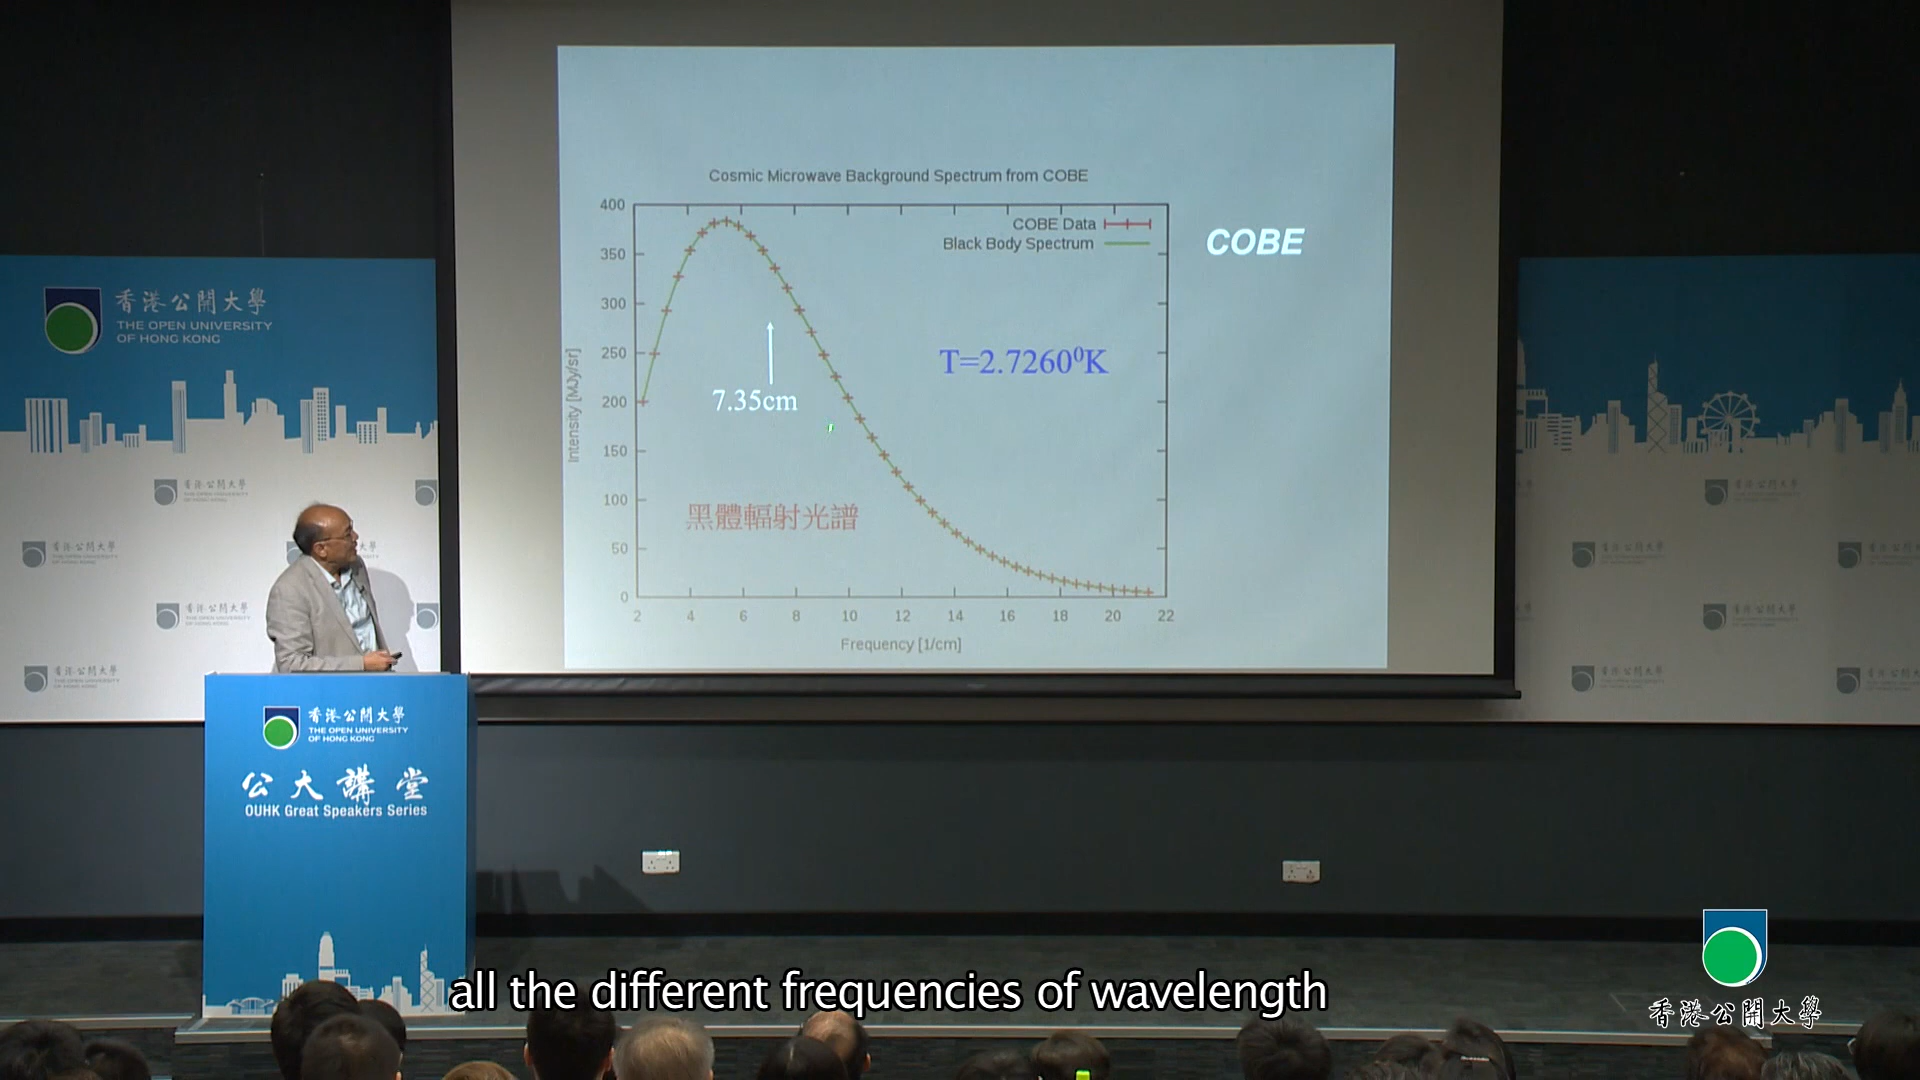 Cosmic Microwave Background Spectrum from COBE
400
350
300
250
200
150
100
50
0
Intensity [MJy/sr]
COBE Data
Black Body Spectrum
COBE
T=2.7260⁰K
7.35cm
黑體輻射光譜
2 4 6 8 10 12 14 16 18 20 22
Frequency [1/cm]
香港公開大學
THE OPEN UNIVERSITY
OF HONG KONG
香港公開大學
THE OPEN UNIVERSITY
OF HONG KONG
公大講堂
OUHK Great Speakers Series
all the different frequencies of wavelength
香港公開大學